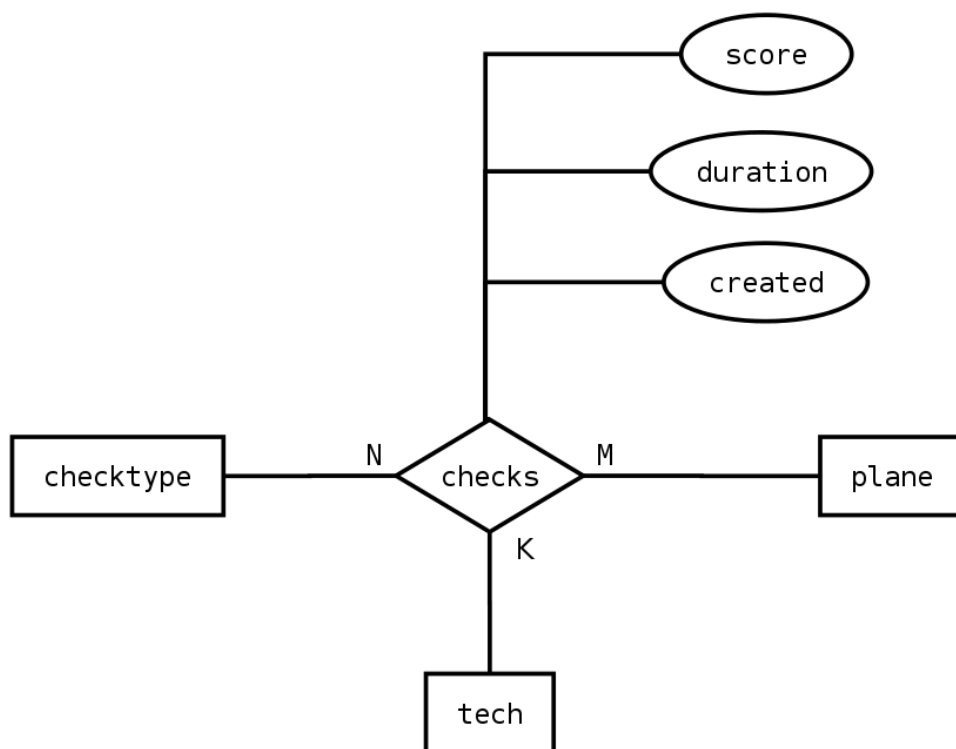 score
duration
created
N
M
checktype
checks
plane
K
tech